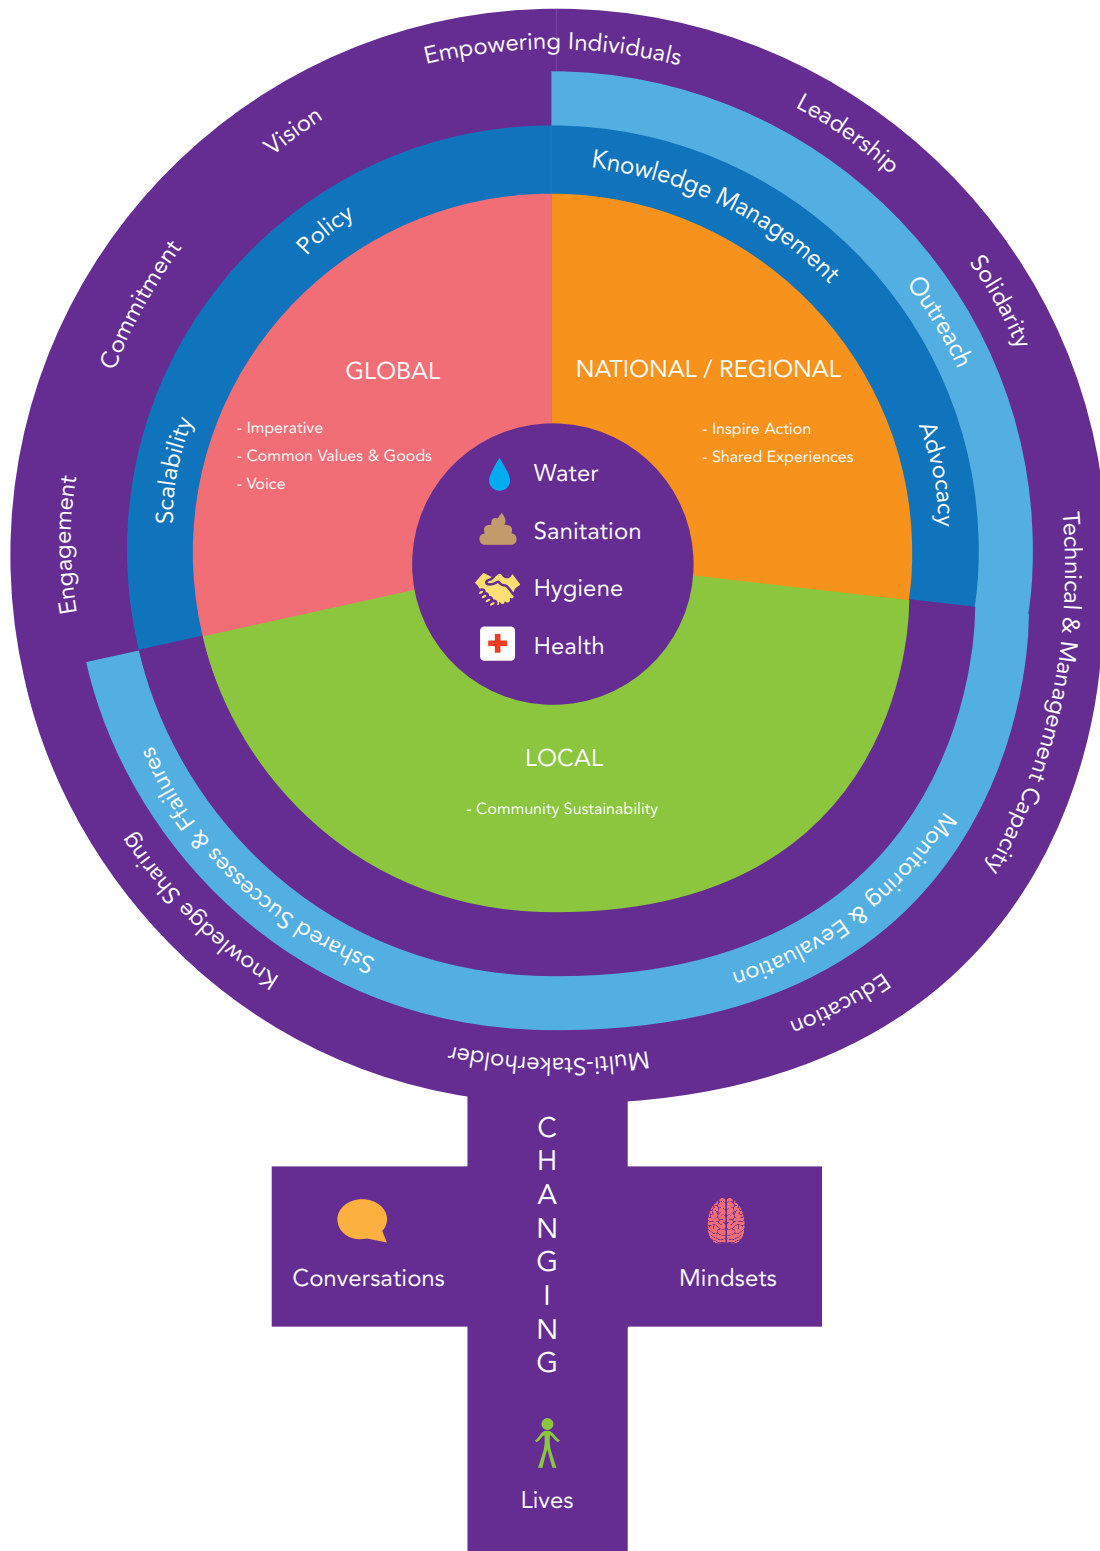 Empowering Individuals
Vision
Leadership
Commitment
Solidarity
Engagement
Technical & Management Capacity
Knowledge Sharing
Education
Multi-Stakerholder
Policy
Knowledge Management
Outreach
Scalability
Advocacy
Sshared Successes & Ffailures
Monitoring & Eevaluation
GLOBAL
- Imperative
- Common Values & Goods
- Voice
NATIONAL / REGIONAL
- Inspire Action
- Shared Experiences
Water
Sanitation
Hygiene
Health
LOCAL
- Community Sustainability
CHANGING
Conversations
Mindsets
Lives